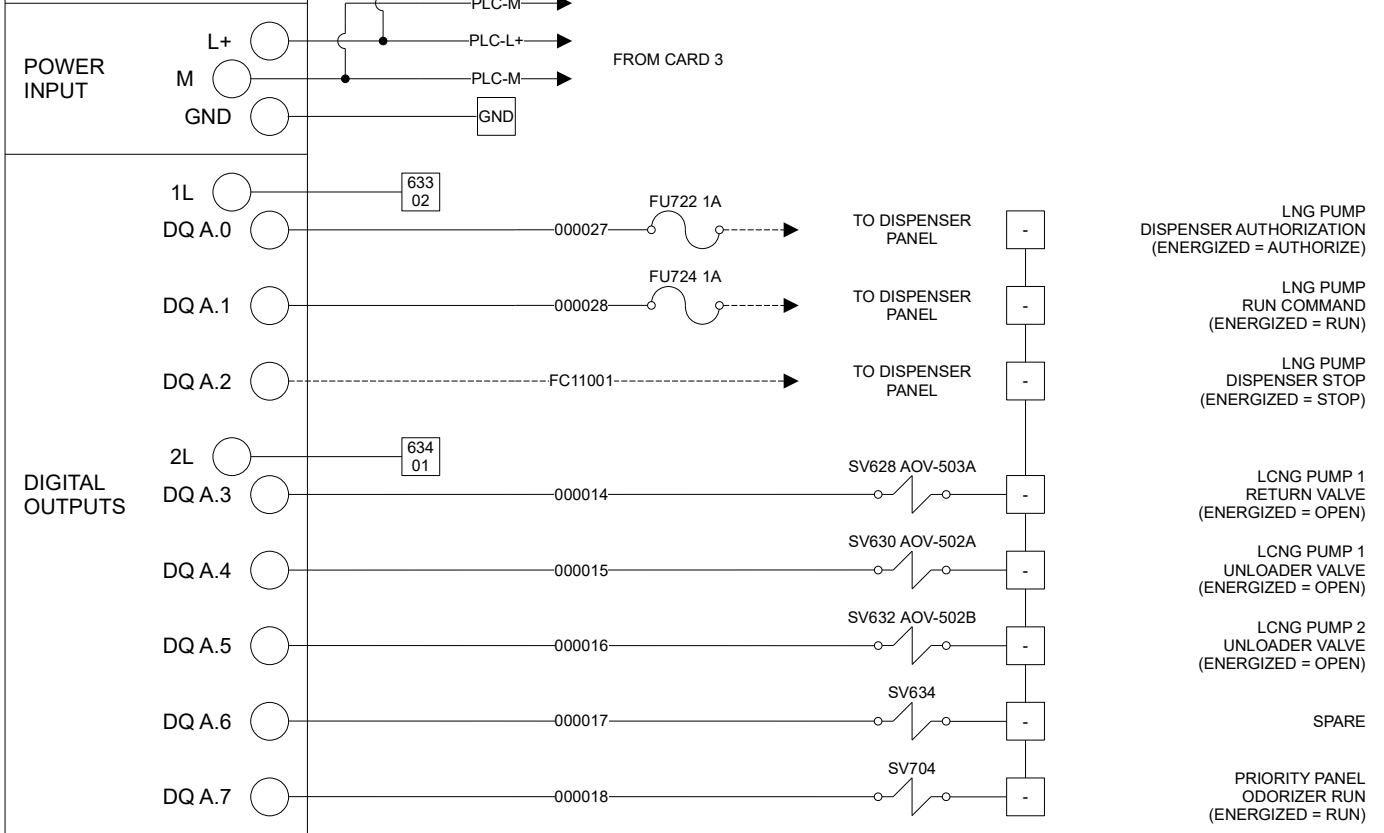 PLC-M
L+
PLC-L+
FROM CARD 3
POWER
INPUT
M
PLC-M
GND
GND
1L
633
02
FU722 1A
DQ A.0
000027
TO DISPENSER
PANEL
-
LNG PUMP
DISPENSER AUTHORIZATION
(ENERGIZED = AUTHORIZE)
FU724 1A
DQ A.1
000028
TO DISPENSER
PANEL
-
LNG PUMP
RUN COMMAND
(ENERGIZED = RUN)
DQ A.2
FC11001
TO DISPENSER
PANEL
-
LNG PUMP
DISPENSER STOP
(ENERGIZED = STOP)
2L
634
01
DIGITAL
OUTPUTS
SV628 AOV-503A
DQ A.3
000014
-
LCNG PUMP 1
RETURN VALVE
(ENERGIZED = OPEN)
SV630 AOV-502A
DQ A.4
000015
-
LCNG PUMP 1
UNLOADER VALVE
(ENERGIZED = OPEN)
SV632 AOV-502B
DQ A.5
000016
-
LCNG PUMP 2
UNLOADER VALVE
(ENERGIZED = OPEN)
SV634
DQ A.6
000017
-
SPARE
SV704
DQ A.7
000018
-
PRIORITY PANEL
ODORIZER RUN
(ENERGIZED = RUN)